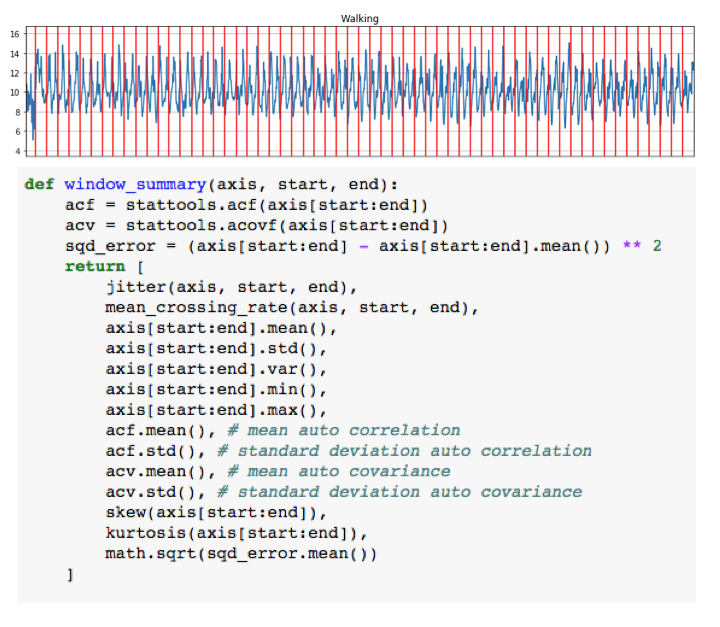 Walking
16
14
12
10
8
6
4
def window_summary(axis, start, end):
    acf = stattools.acf(axis[start:end])
    acv = stattools.acovf(axis[start:end])
    sqd_error = (axis[start:end] - axis[start:end].mean()) ** 2
    return [
        jitter(axis, start, end),
        mean_crossing_rate(axis, start, end),
        axis[start:end].mean(),
        axis[start:end].std(),
        axis[start:end].var(),
        axis[start:end].min(),
        axis[start:end].max(),
        acf.mean(), # mean auto correlation
        acf.std(), # standard deviation auto correlation
        acv.mean(), # mean auto covariance
        acv.std(), # standard deviation auto covariance
        skew(axis[start:end]),
        kurtosis(axis[start:end]),
        math.sqrt(sqd_error.mean())
    ]